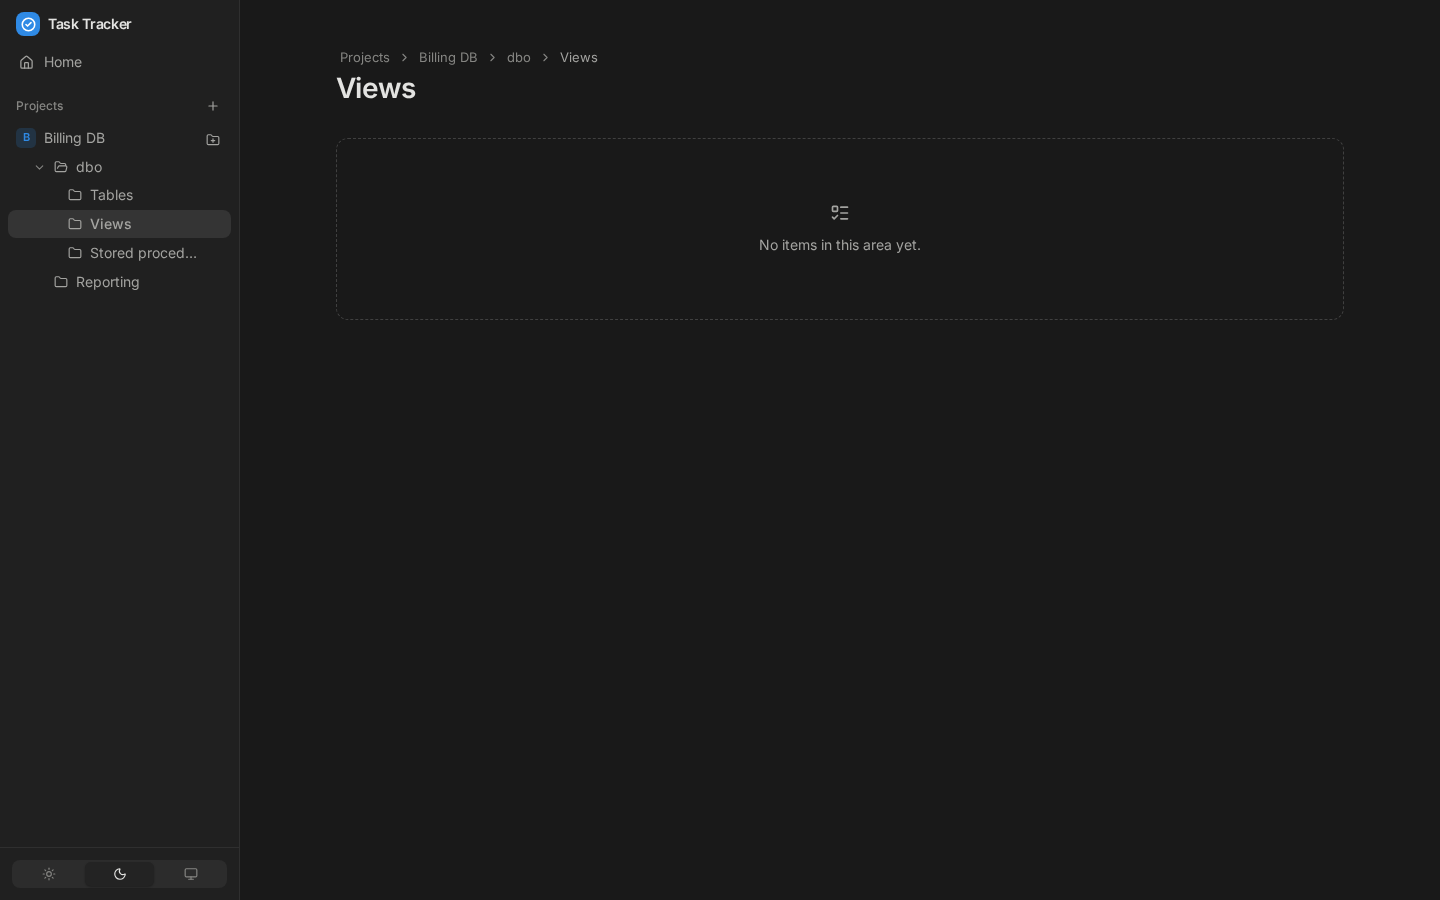 Task Tracker
Home
Projects
B Billing DB
dbo
Tables
Views
Stored proced...
Reporting
Projects > Billing DB > dbo > Views
Views
No items in this area yet.